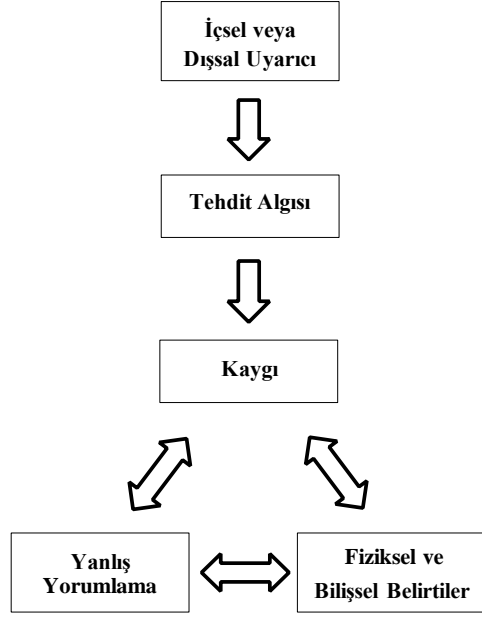 İçsel veya
Dışsal Uyarıcı
Tehdit Algısı
Kaygı
Yanlış
Yorumlama
Fiziksel ve
Bilişsel Belirtiler